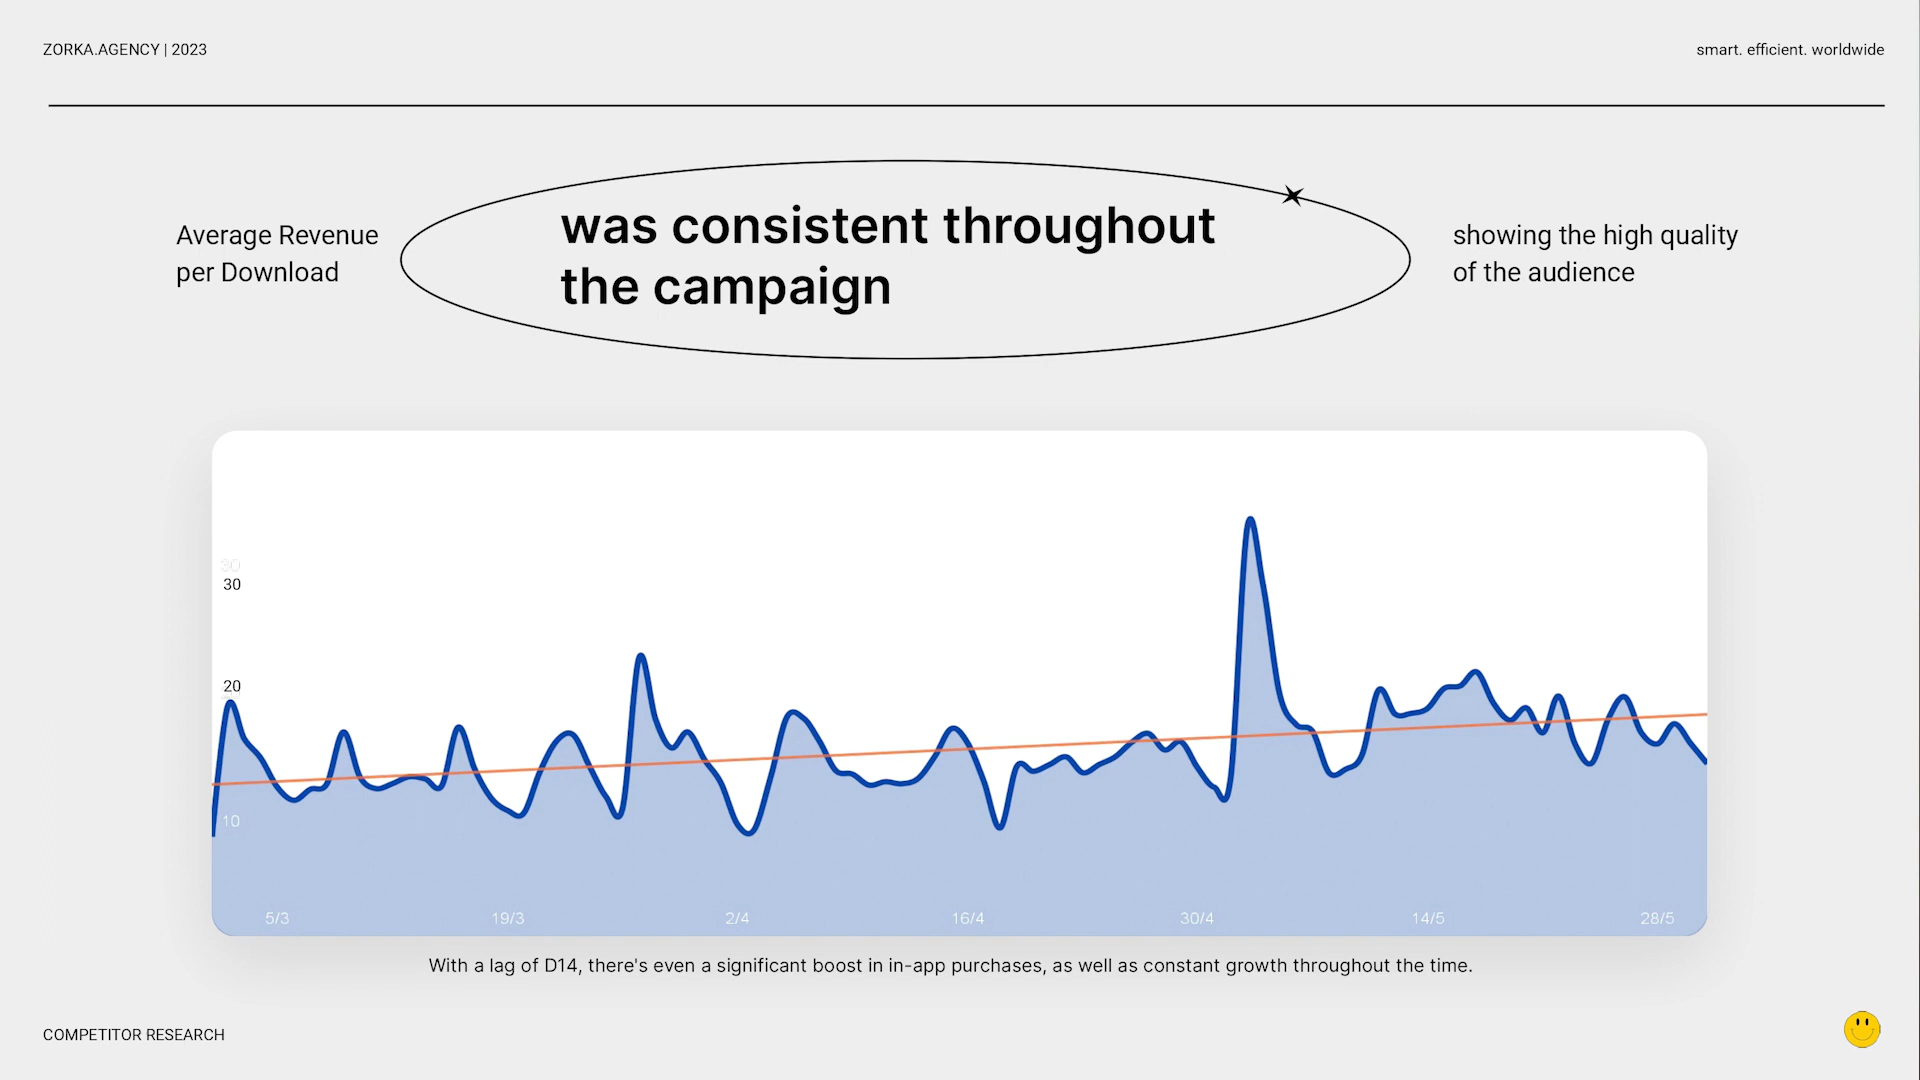 ZORKA.AGENCY | 2023
smart. efficient. worldwide
Average Revenue
per Download
was consistent throughout
the campaign
showing the high quality
of the audience
30
30
20
10
5/3
19/3
2/4
16/4
30/4
14/5
28/5
With a lag of D14, there's even a significant boost in in-app purchases, as well as constant growth throughout the time.
COMPETITOR RESEARCH